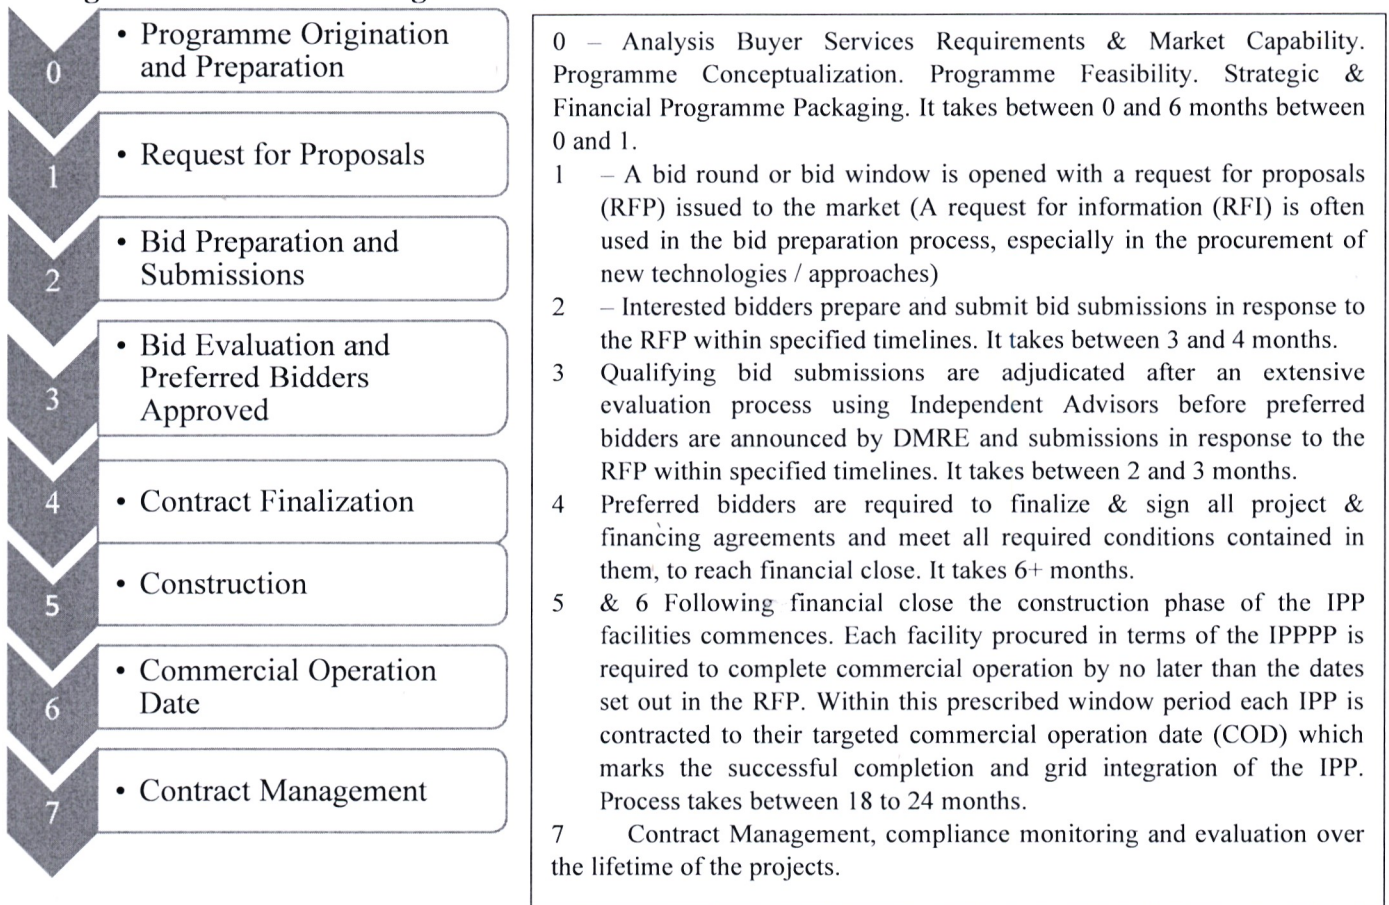 0
• Programme Origination
and Preparation
1
• Request for Proposals
2
• Bid Preparation and
Submissions
3
• Bid Evaluation and
Preferred Bidders
Approved
4
• Contract Finalization
5
• Construction
6
• Commercial Operation
Date
7
• Contract Management
0 – Analysis Buyer Services Requirements & Market Capability.
Programme Conceptualization. Programme Feasibility. Strategic &
Financial Programme Packaging. It takes between 0 and 6 months between
0 and 1.
1 – A bid round or bid window is opened with a request for proposals
(RFP) issued to the market (A request for information (RFI) is often
used in the bid preparation process, especially in the procurement of
new technologies / approaches)
2 – Interested bidders prepare and submit bid submissions in response to
the RFP within specified timelines. It takes between 3 and 4 months.
3 Qualifying bid submissions are adjudicated after an extensive
evaluation process using Independent Advisors before preferred
bidders are announced by DMRE and submissions in response to the
RFP within specified timelines. It takes between 2 and 3 months.
4 Preferred bidders are required to finalize & sign all project &
financing agreements and meet all required conditions contained in
them, to reach financial close. It takes 6+ months.
5 & 6 Following financial close the construction phase of the IPP
facilities commences. Each facility procured in terms of the IPPPP is
required to complete commercial operation by no later than the dates
set out in the RFP. Within this prescribed window period each IPP is
contracted to their targeted commercial operation date (COD) which
marks the successful completion and grid integration of the IPP.
Process takes between 18 to 24 months.
7 Contract Management, compliance monitoring and evaluation over
the lifetime of the projects.